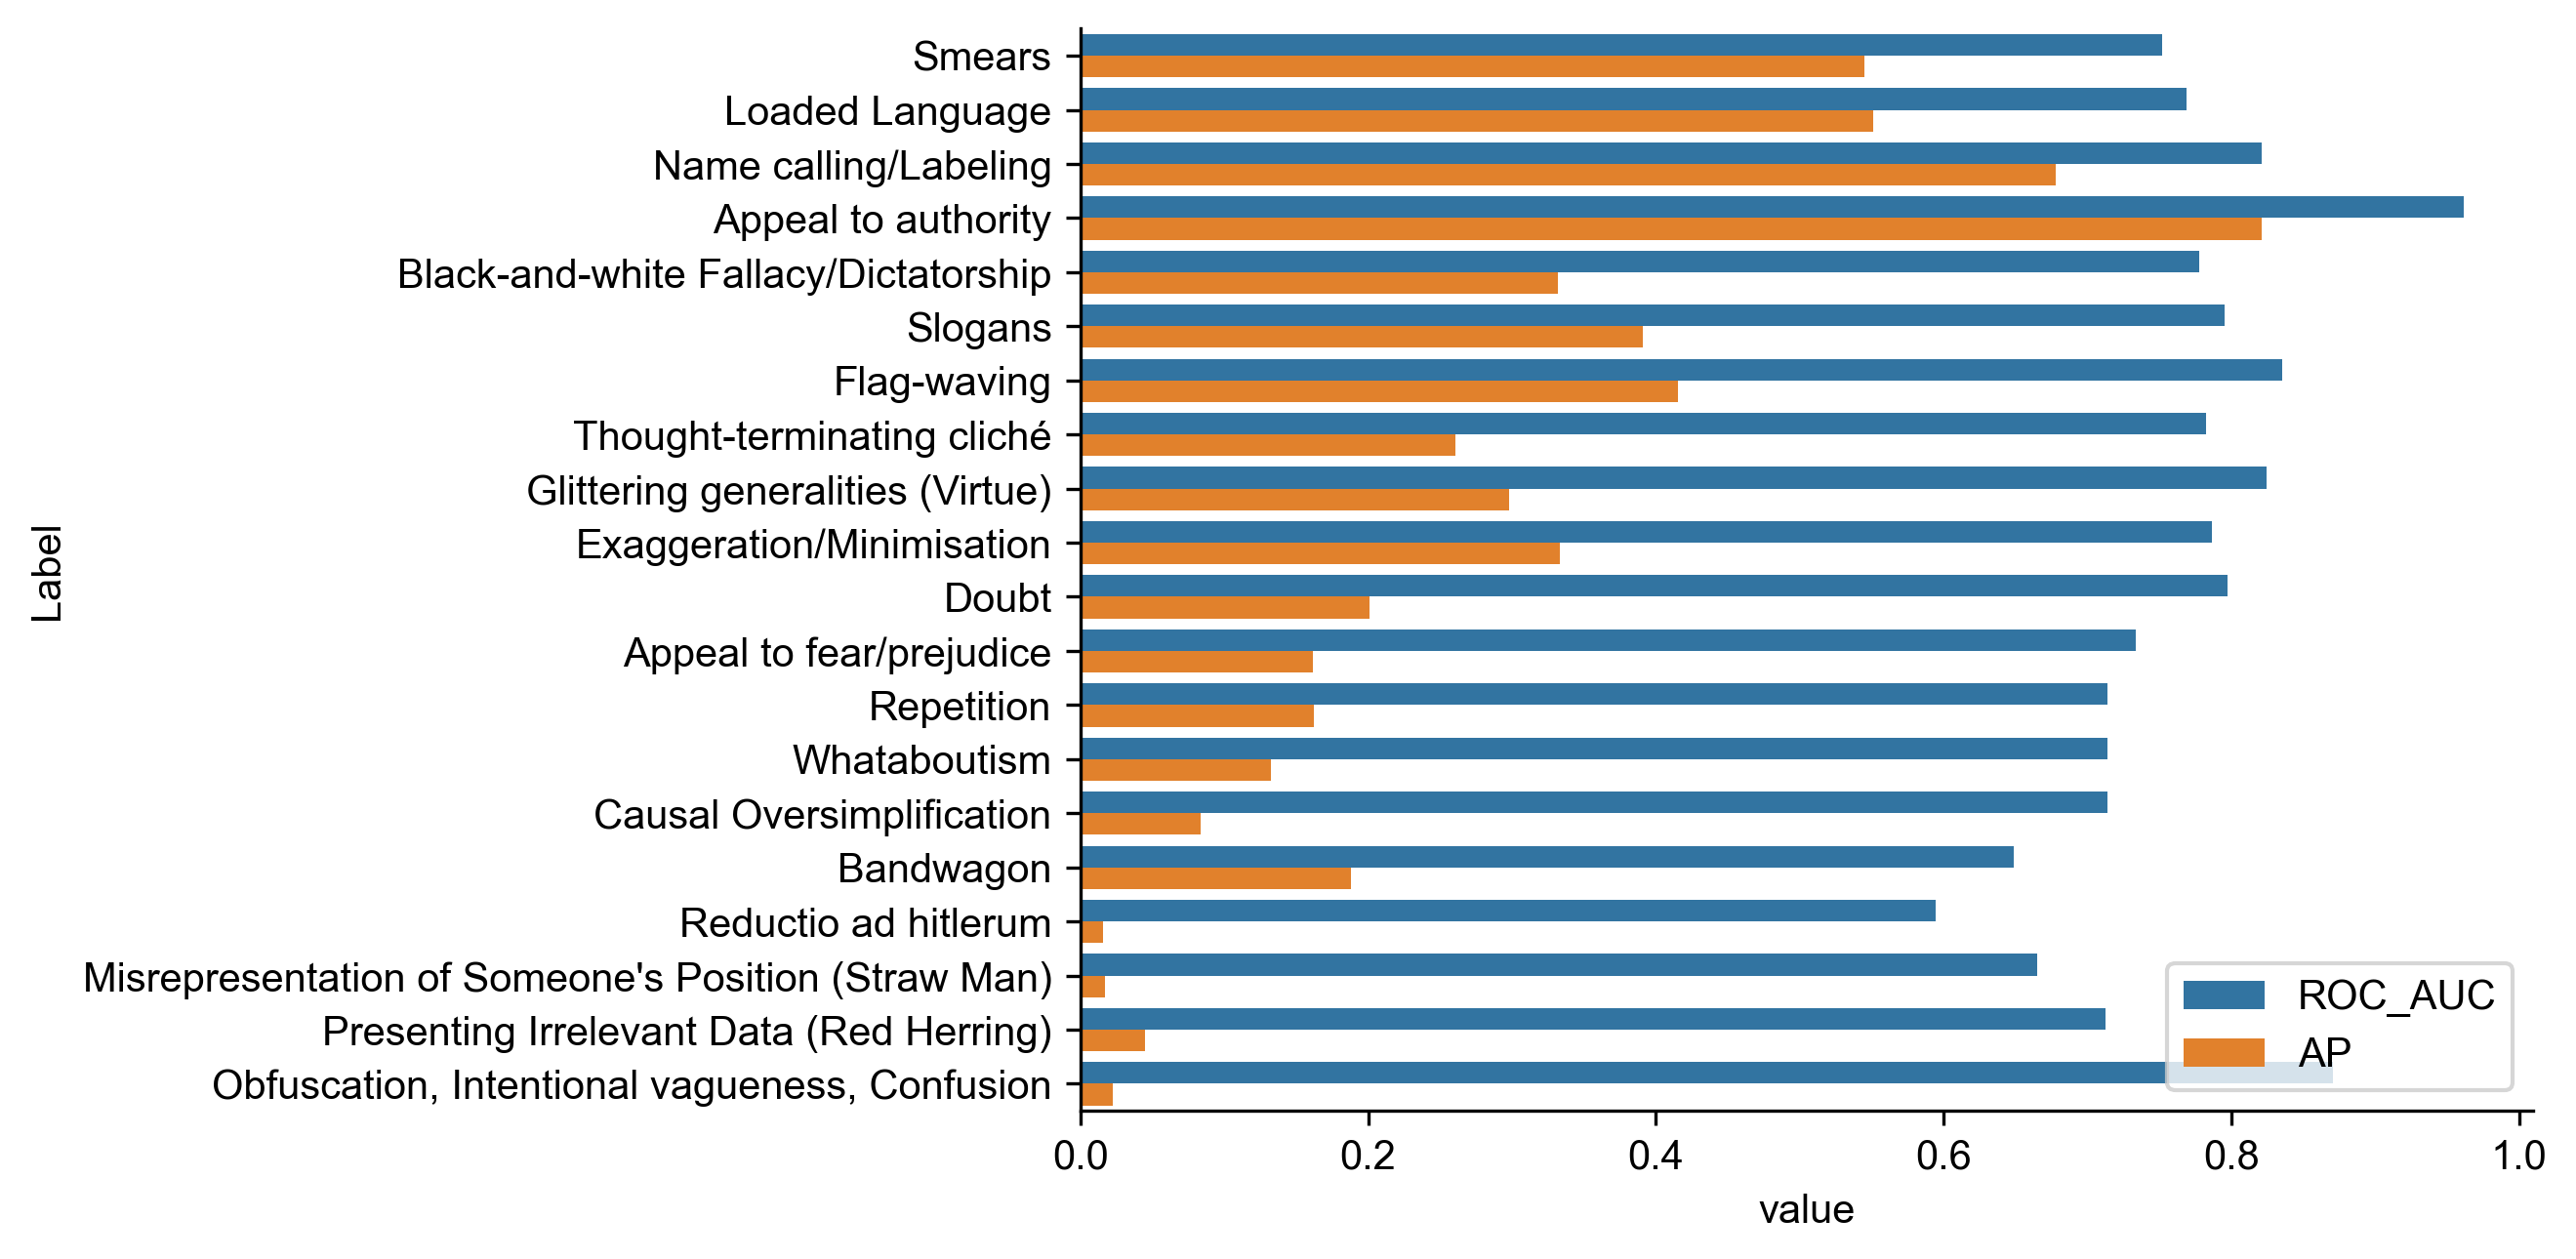 Smears
Loaded Language
Name calling/Labeling
Appeal to authority
Black-and-white Fallacy/Dictatorship
Slogans
Flag-waving
Thought-terminating cliché
Glittering generalities (Virtue)
Exaggeration/Minimisation
Doubt
Appeal to fear/prejudice
Repetition
Whataboutism
Causal Oversimplification
Bandwagon
Reductio ad hitlerum
Misrepresentation of Someone's Position (Straw Man)
Presenting Irrelevant Data (Red Herring)
Obfuscation, Intentional vagueness, Confusion
Label
ROC_AUC
AP
0.0 0.2 0.4 0.6 0.8 1.0
value